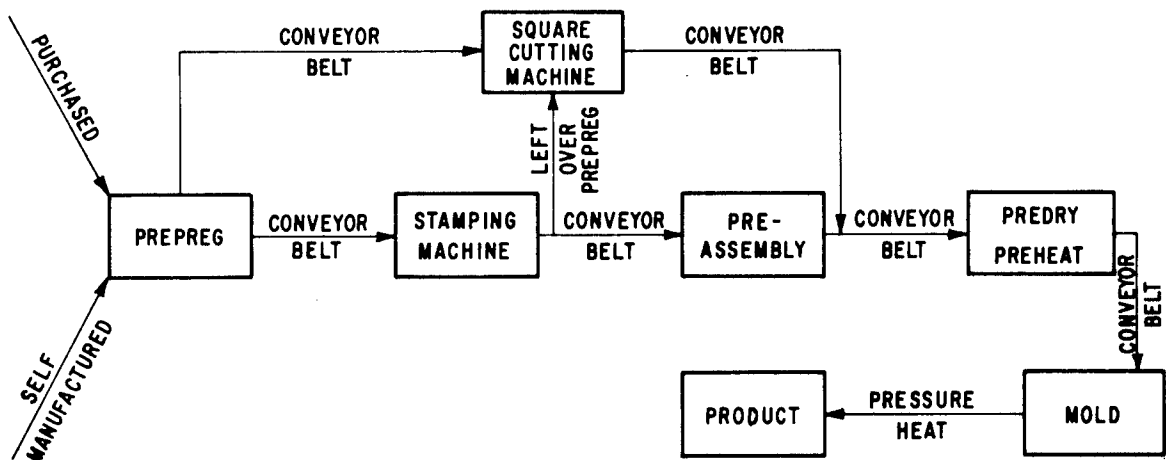 PURCHASED
CONVEYOR
BELT
SQUARE
CUTTING
MACHINE
CONVEYOR
BELT
LEFT
OVER
PREPREG
PREPREG
CONVEYOR
BELT
STAMPING
MACHINE
CONVEYOR
BELT
PRE-
ASSEMBLY
CONVEYOR
BELT
PREDRY
PREHEAT
CONVEYOR
BELT
SELF
MANUFACTURED
PRODUCT
PRESSURE
HEAT
MOLD